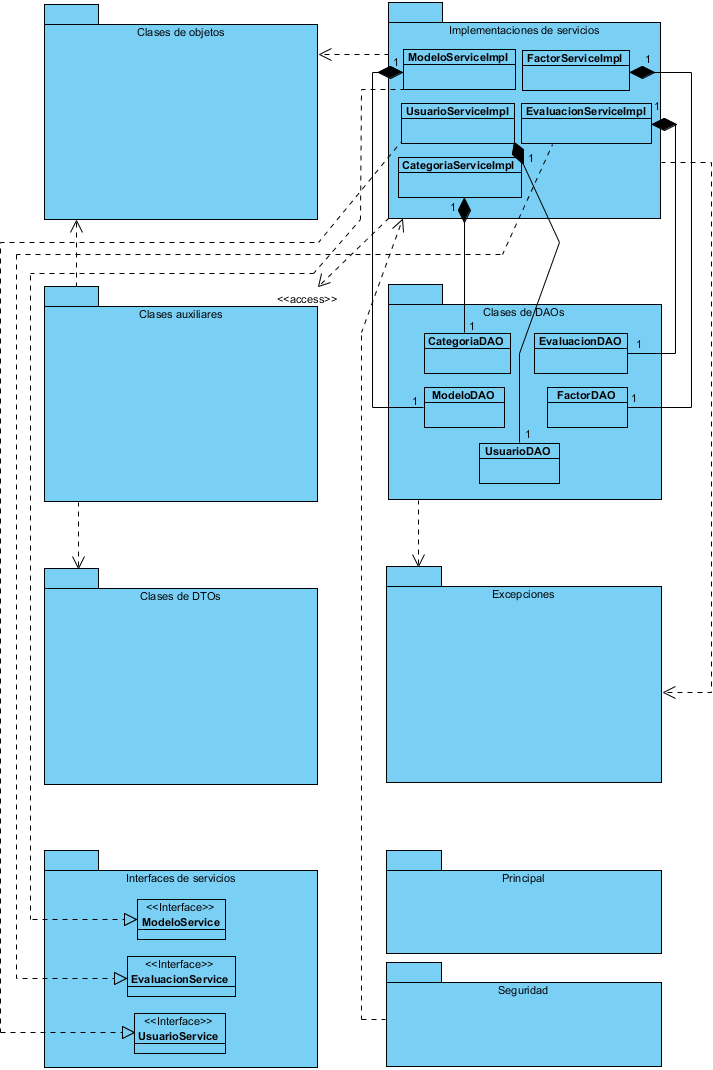 Clases de objetos
Implementaciones de servicios
ModeloServiceImpl
1
FactorServiceImpl
1
UsuarioServiceImpl
EvaluacionServiceImpl
1
CategoriaServiceImpl
1
1
<<access>>
Clases auxiliares
Clases de DAOs
CategoriaDAO
1
EvaluacionDAO
1
ModeloDAO
1
FactorDAO
1
UsuarioDAO
1
Clases de DTOs
Excepciones
Interfaces de servicios
<<Interface>>
ModeloService
<<Interface>>
EvaluacionService
<<Interface>>
UsuarioService
Principal
Seguridad